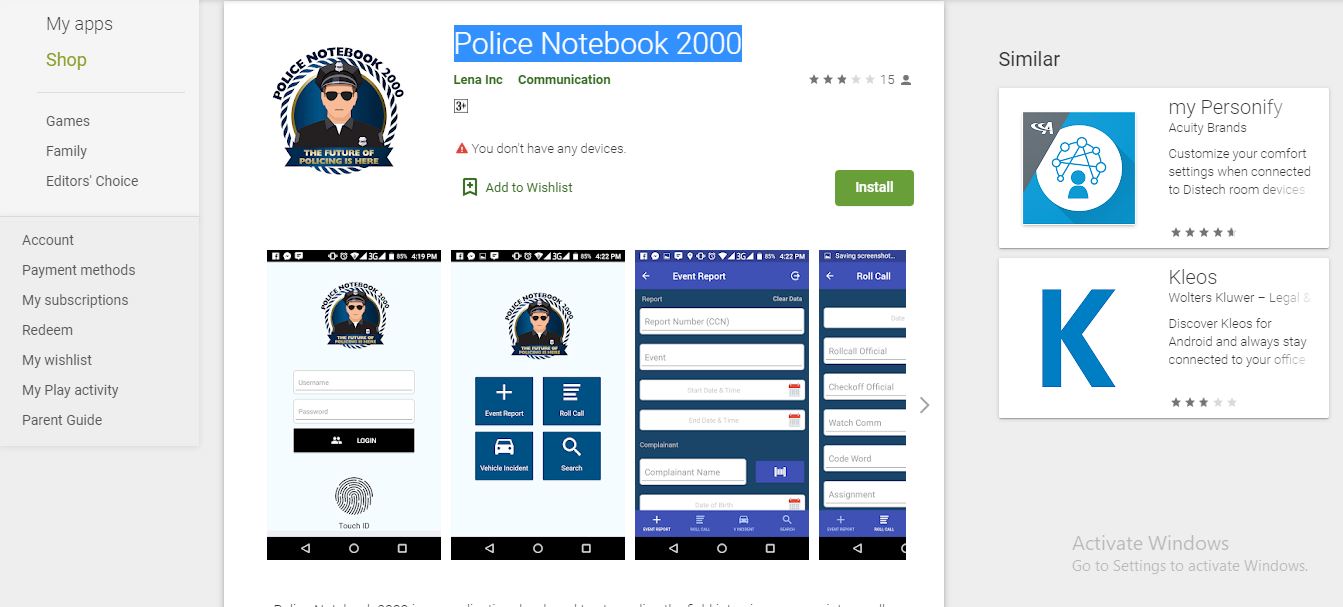 My apps
Shop
Games
Family
Editors' Choice
Account
Payment methods
My subscriptions
Redeem
My wishlist
My Play activity
Parent Guide
POLICE NOTEBOOK 2000
THE FUTURE OF
POLICING IS HERE
Police Notebook 2000
Lena Inc Communication
15
3+
You don't have any devices.
Add to Wishlist
Install
85% 4:19 PM
POLICE NOTEBOOK 2000
THE FUTURE OF
POLICING IS HERE
Username
Password
LOGIN
Touch ID
3G 85% 4:22 PM
POLICE NOTEBOOK 2000
THE FUTURE OF
POLICING IS HERE
Event Report
Roll Call
Vehicle Incident
Search
3G 85% 4:22 PM
Event Report
Report Clear Data
Report Number (CCN)
Event
Start Date & Time
End Date & Time
Complainant
Complainant Name
Date of Birth
EVENT REPORT ROLL CALL V INCIDENT SEARCH
Saving screenshot...
Roll Call
Date
Rollcall Official
Checkoff Official
Watch Comm
Code Word
Assignment
EVENT REPORT ROLL CALL
Similar
my Personify
Acuity Brands
Customize your comfort
settings when connected
to Distech room devices
Kleos
Wolters Kluwer – Legal &
Discover Kleos for
Android and always stay
connected to your office
Activate Windows
Go to Settings to activate Windows.